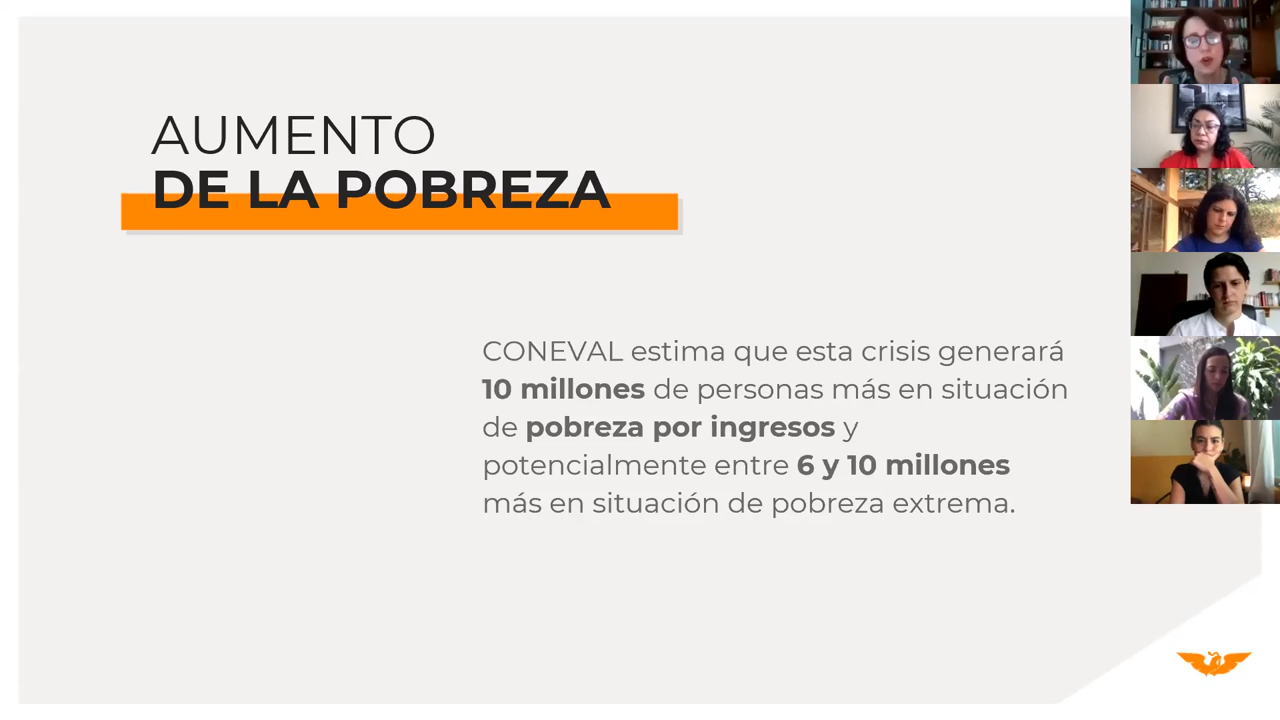 AUMENTO
DE LA POBREZA
CONEVAL estima que esta crisis generará
10 millones de personas más en situación
de pobreza por ingresos y
potencialmente entre 6 y 10 millones
más en situación de pobreza extrema.